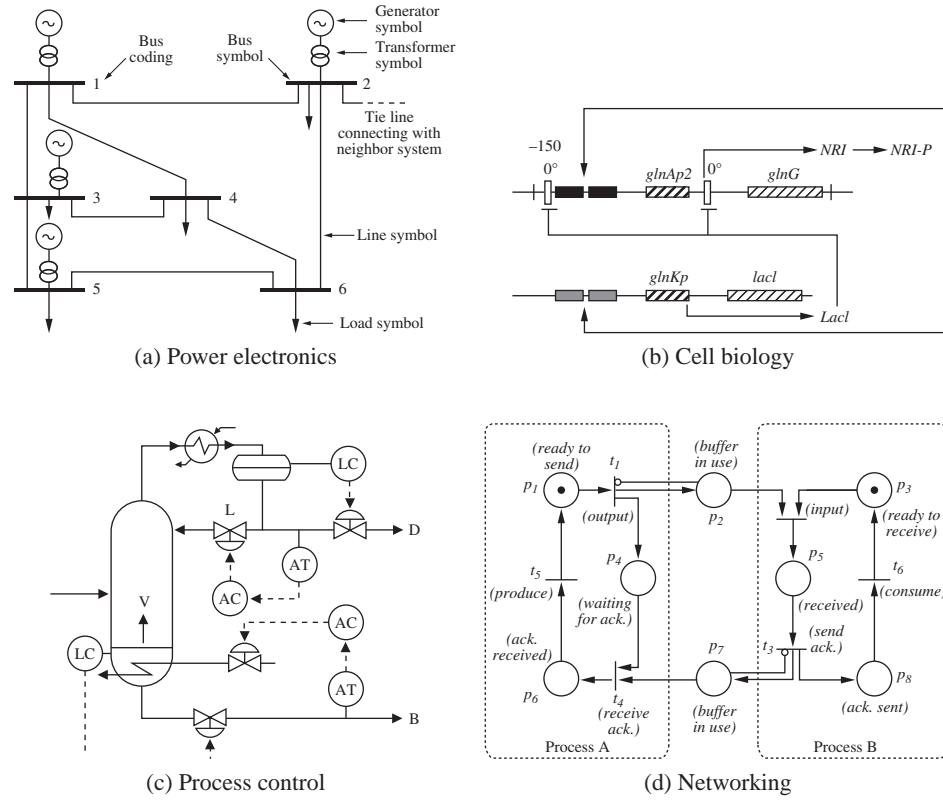 Generator
symbol
Transformer
symbol
Bus
coding
Bus
symbol
1
2
Tie line
connecting with
neighbor system
3
4
Line symbol
5
6
Load symbol
(a) Power electronics
–150
0°
glnAp2
0°
glnG
NRI
NRI-P
glnKp
lacl
Lacl
(b) Cell biology
LC
L
D
AT
AC
V
AC
LC
AT
B
(c) Process control
(ready to
send)
p1
t1
(output)
(buffer
in use)
p2
(input)
p3
(ready to
receive)
p4
p5
t5
(produce)
(waiting
for ack.)
(received)
t6
(consume)
(ack.
received)
p6
t4
(receive
ack.)
p7
(buffer
in use)
t3
(send
ack.)
p8
(ack. sent)
Process A
Process B
(d) Networking